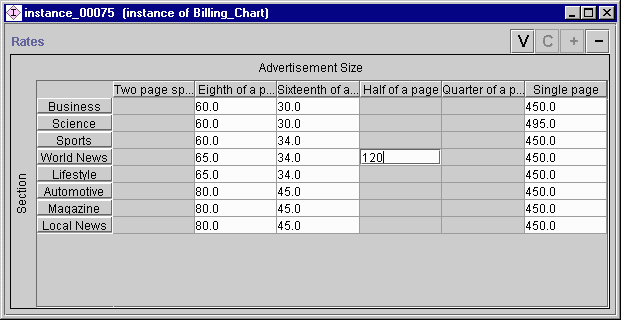 instance_00075 (instance of Billing_Chart)
Rates V C + −
Advertisement Size
Two page sp... Eighth of a p... Sixteenth of a... Half of a page Quarter of a p... Single page
Business 60.0 30.0 450.0
Science 60.0 30.0 495.0
Sports 60.0 34.0 450.0
World News 65.0 34.0 120 450.0
Lifestyle 65.0 34.0 450.0
Automotive 80.0 45.0 450.0
Magazine 80.0 45.0 450.0
Local News 80.0 45.0 450.0
Section